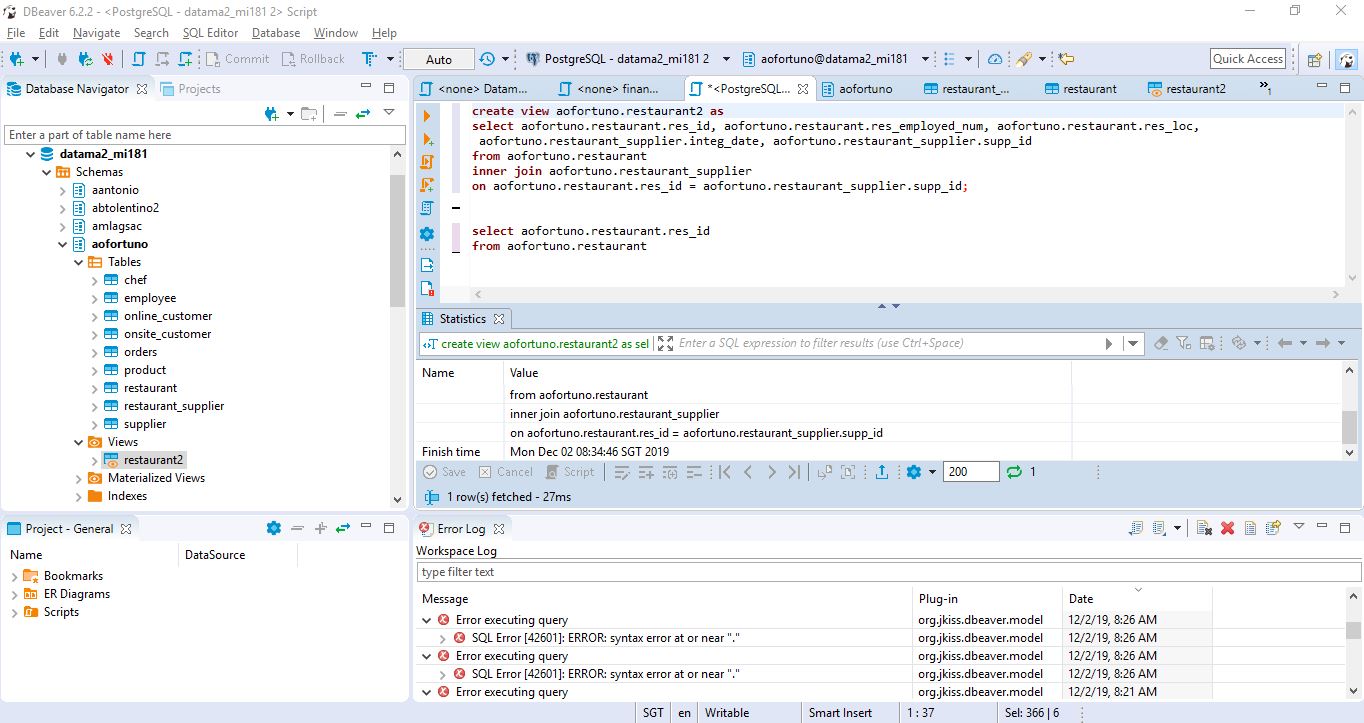 DBeaver 6.2.2 - <PostgreSQL - datama2_mi181 2> Script
File Edit Navigate Search SQL Editor Database Window Help
Commit Rollback Auto PostgreSQL - datama2_mi181 2 aofortuno@datama2_mi181 Quick Access
Database Navigator Projects
Enter a part of table name here
datama2_mi181
Schemas
aantonio
abtolentino2
amlagsac
aofortuno
Tables
chef
employee
online_customer
onsite_customer
orders
product
restaurant
restaurant_supplier
supplier
Views
restaurant2
Materialized Views
Indexes
<none> Datam... <none> finan... *<PostgreSQL... aofortuno restaurant_... restaurant restaurant2 »1
create view aofortuno.restaurant2 as
select aofortuno.restaurant.res_id, aofortuno.restaurant.res_employed_num, aofortuno.restaurant.res_loc,
aofortuno.restaurant_supplier.integ_date, aofortuno.restaurant_supplier.supp_id
from aofortuno.restaurant
inner join aofortuno.restaurant_supplier
on aofortuno.restaurant.res_id = aofortuno.restaurant_supplier.supp_id;
select aofortuno.restaurant.res_id
from aofortuno.restaurant
Statistics
create view aofortuno.restaurant2 as sel Enter a SQL expression to filter results (use Ctrl+Space)
Name Value
from aofortuno.restaurant
inner join aofortuno.restaurant_supplier
on aofortuno.restaurant.res_id = aofortuno.restaurant_supplier.supp_id
Finish time Mon Dec 02 08:34:46 SGT 2019
Save Cancel Script 200 1
1 row(s) fetched - 27ms
Project - General
Name DataSource
Bookmarks
ER Diagrams
Scripts
Error Log
Workspace Log
type filter text
Message Plug-in Date
Error executing query org.jkiss.dbeaver.model 12/2/19, 8:26 AM
SQL Error [42601]: ERROR: syntax error at or near "." org.jkiss.dbeaver.model 12/2/19, 8:26 AM
Error executing query org.jkiss.dbeaver.model 12/2/19, 8:26 AM
SQL Error [42601]: ERROR: syntax error at or near "." org.jkiss.dbeaver.model 12/2/19, 8:26 AM
Error executing query org.jkiss.dbeaver.model 12/2/19, 8:21 AM
SGT en Writable Smart Insert 1 : 37 Sel: 366 | 6